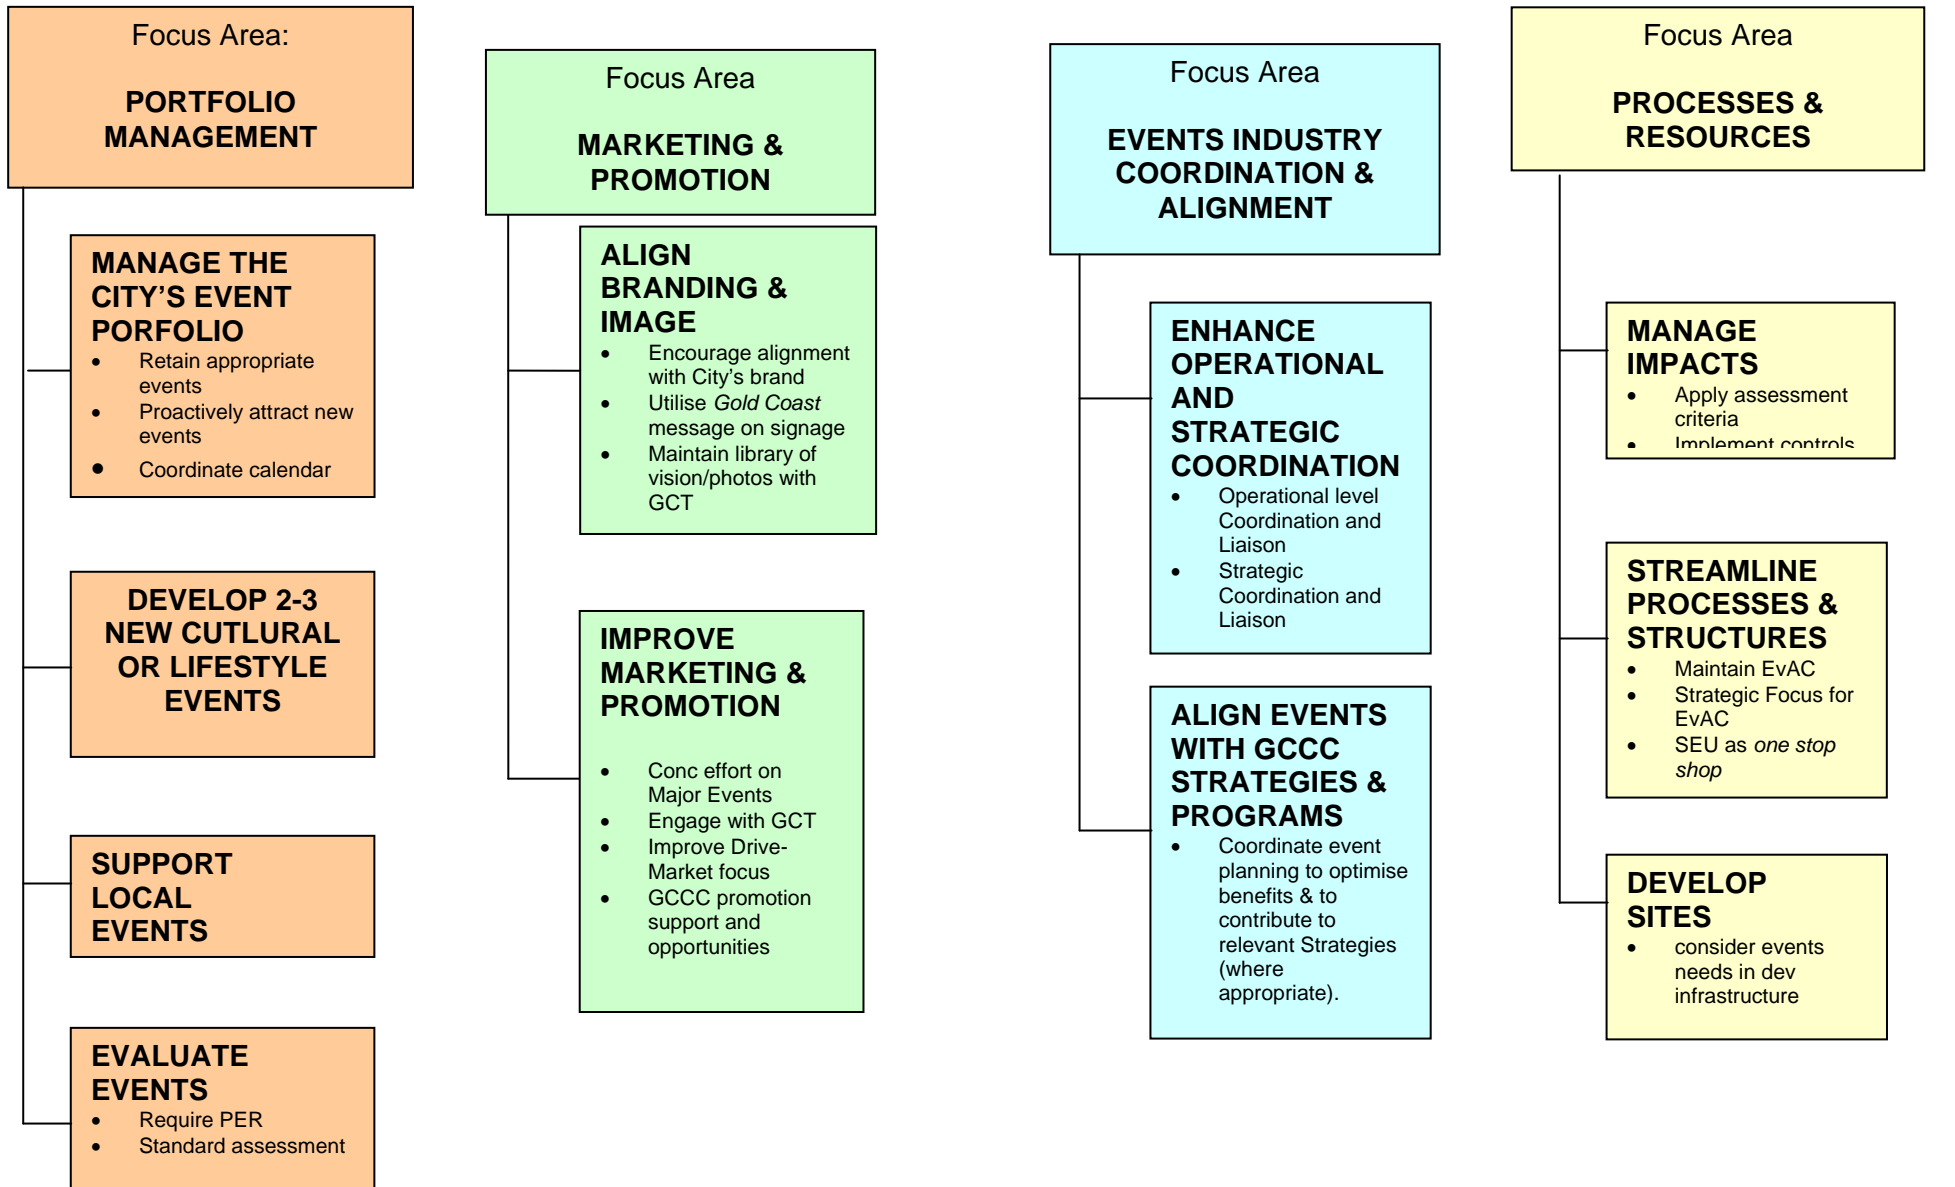 Focus Area:
PORTFOLIO
MANAGEMENT
MANAGE THE
CITY’S EVENT
PORFOLIO
• Retain appropriate
events
• Proactively attract new
events
• Coordinate calendar
DEVELOP 2-3
NEW CUTLURAL
OR LIFESTYLE
EVENTS
SUPPORT
LOCAL
EVENTS
EVALUATE
EVENTS
• Require PER
• Standard assessment
Focus Area
MARKETING &
PROMOTION
ALIGN
BRANDING &
IMAGE
• Encourage alignment
with City’s brand
• Utilise Gold Coast
message on signage
• Maintain library of
vision/photos with
GCT
IMPROVE
MARKETING &
PROMOTION
• Conc effort on
Major Events
• Engage with GCT
• Improve Drive-
Market focus
• GCCC promotion
support and
opportunities
Focus Area
EVENTS INDUSTRY
COORDINATION &
ALIGNMENT
ENHANCE
OPERATIONAL
AND
STRATEGIC
COORDINATION
• Operational level
Coordination and
Liaison
• Strategic
Coordination and
Liaison
ALIGN EVENTS
WITH GCCC
STRATEGIES &
PROGRAMS
• Coordinate event
planning to optimise
benefits & to
contribute to
relevant Strategies
(where
appropriate).
Focus Area
PROCESSES &
RESOURCES
MANAGE
IMPACTS
• Apply assessment
criteria
• Implement controls
STREAMLINE
PROCESSES &
STRUCTURES
• Maintain EvAC
• Strategic Focus for
EvAC
• SEU as one stop
shop
DEVELOP
SITES
• consider events
needs in dev
infrastructure